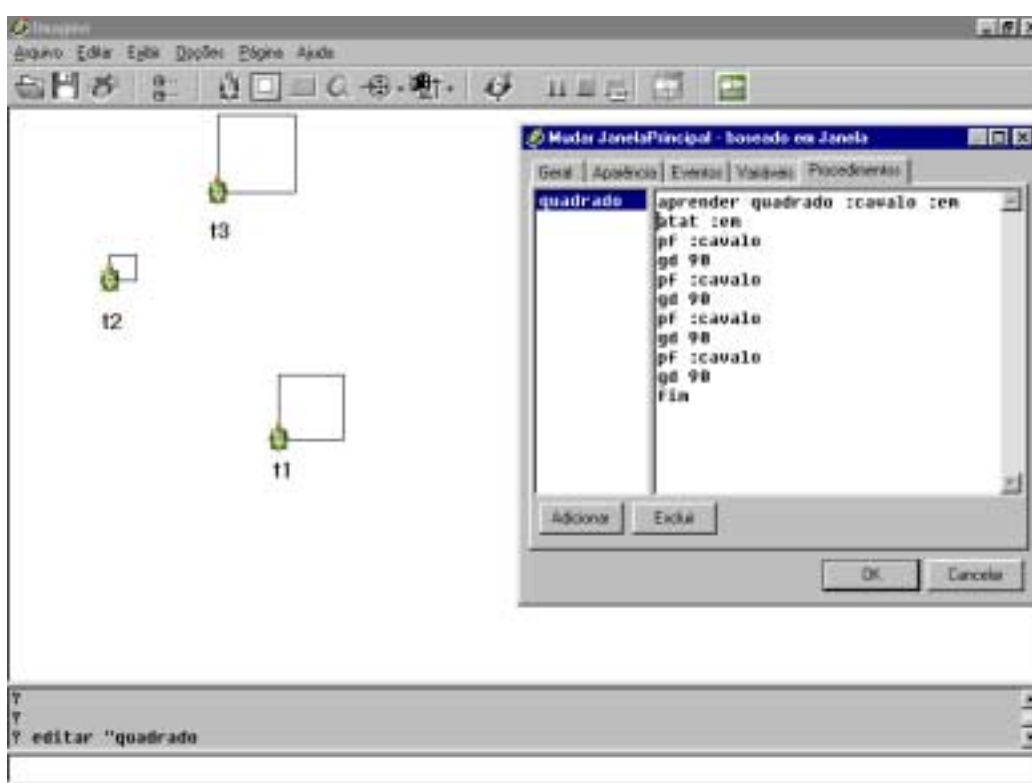 Imagine
Arquivo Editar Exibir Opções Página Ajuda
t3
t2
t1
Mudar JanelaPrincipal - baseado em Janela
Geral Aparência Eventos Variáveis Procedimentos
quadrado
aprender quadrado :cavalo :em
atat :em
pf :cavalo
gd 90
pf :cavalo
gd 90
pf :cavalo
gd 90
pf :cavalo
gd 90
fim
Adicionar Excluir
OK Cancelar
?
?
? editar "quadrado